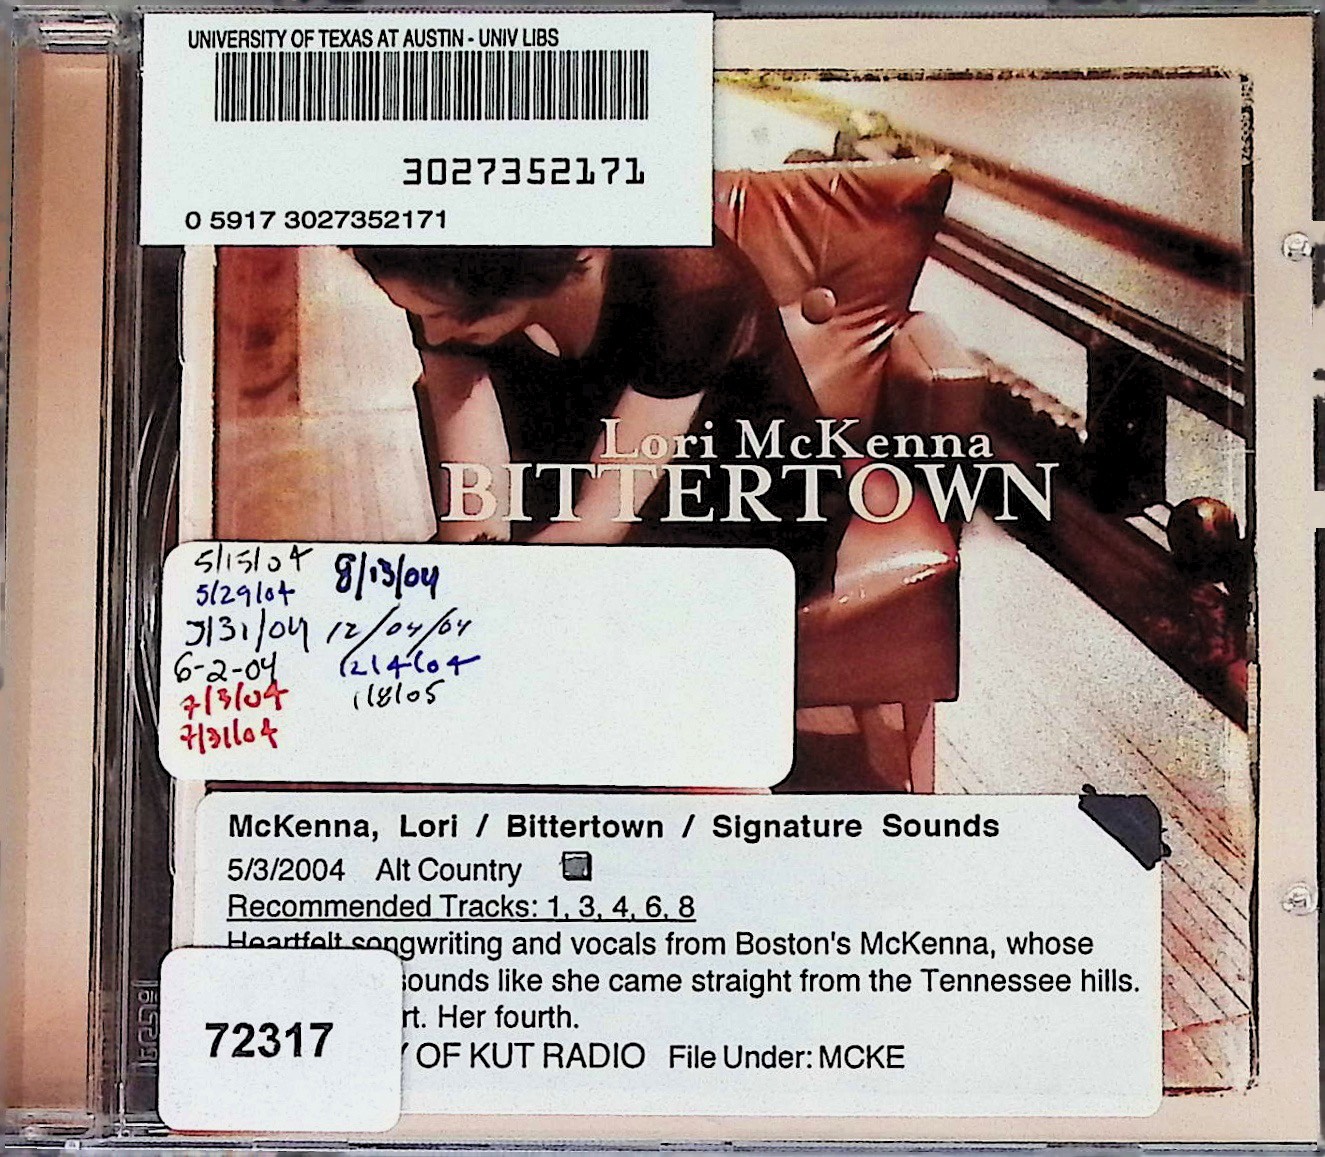 UNIVERSITY OF TEXAS AT AUSTIN - UNIV LIBS
3027352171
0 5917 3027352171
Lori McKenna
BITTERTOWN
5/15/04 8/13/04
5/29/04
5/31/04 12/04/04
6-2-04 12/4/04
7/3/04 1/8/05
7/31/04
McKenna, Lori / Bittertown / Signature Sounds
5/3/2004 Alt Country
Recommended Tracks: 1, 3, 4, 6, 8
Heartfelt songwriting and vocals from Boston's McKenna, whose
sounds like she came straight from the Tennessee hills.
rt. Her fourth.
72317
Y OF KUT RADIO File Under: MCKE